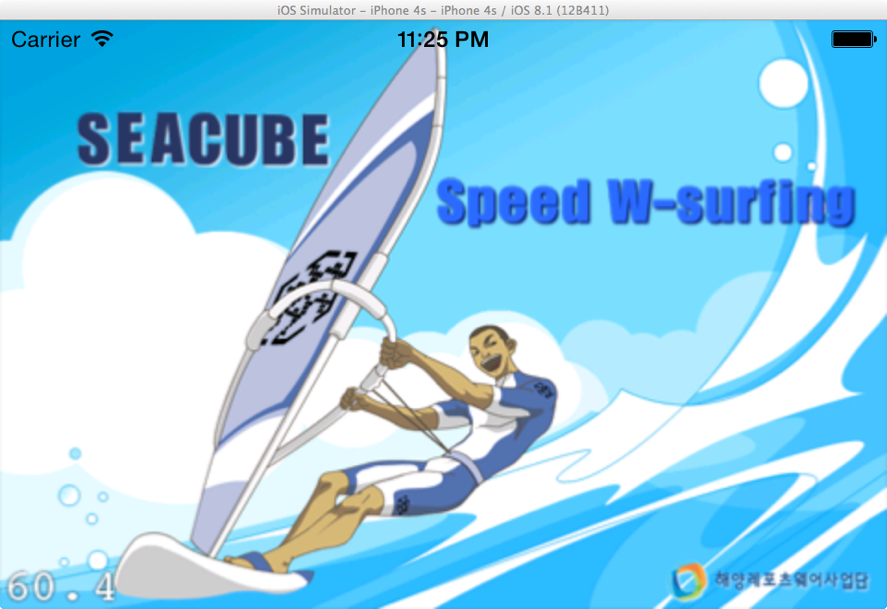 iOS Simulator - iPhone 4s - iPhone 4s / iOS 8.1 (12B411)
Carrier 11:25 PM
SEACUBE
Speed W-surfing
60.4
해양레포츠웨어사업단